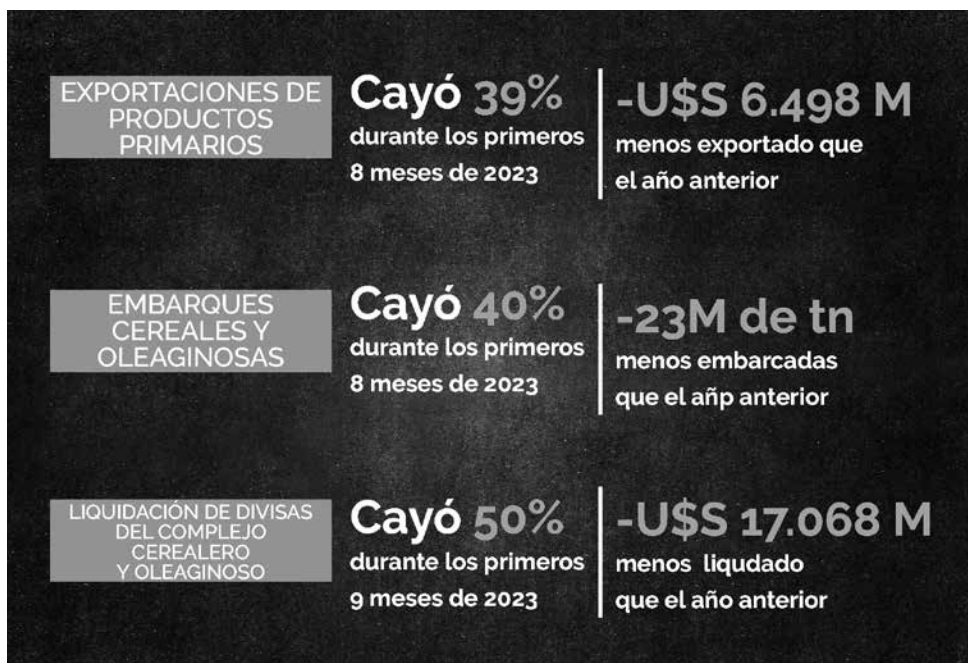 EXPORTACIONES DE
PRODUCTOS
PRIMARIOS
Cayó 39%
durante los primeros
8 meses de 2023
-U$S 6.498 M
menos exportado que
el año anterior
EMBARQUES
CEREALES Y
OLEAGINOSAS
Cayó 40%
durante los primeros
8 meses de 2023
-23M de tn
menos embarcadas
que el añp anterior
LIQUIDACIÓN DE DIVISAS
DEL COMPLEJO
CEREALERO
Y OLEAGINOSO
Cayó 50%
durante los primeros
9 meses de 2023
-U$S 17.068 M
menos liqudado
que el año anterior